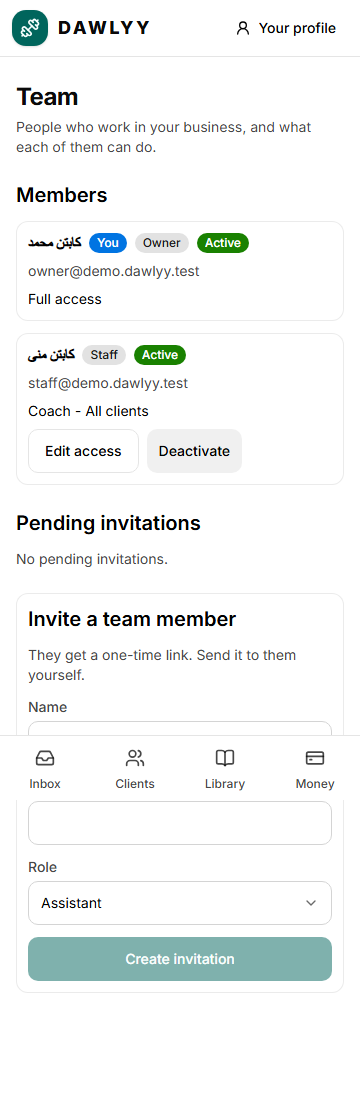 DAWLYY
Your profile
Team
People who work in your business, and what
each of them can do.
Members
كابتن محمد You Owner Active
owner@demo.dawlyy.test
Full access
كابتن منى Staff Active
staff@demo.dawlyy.test
Coach - All clients
Edit access Deactivate
Pending invitations
No pending invitations.
Invite a team member
They get a one-time link. Send it to them
yourself.
Name
Inbox Clients Library Money
Role
Assistant
Create invitation